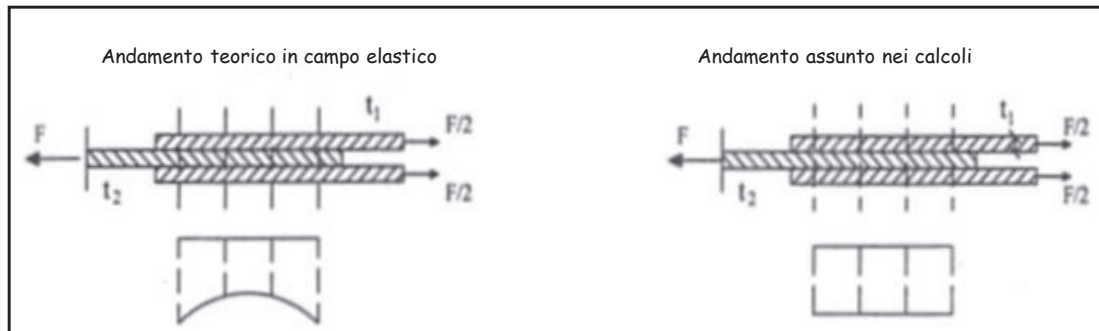 Andamento teorico in campo elastico
Andamento assunto nei calcoli
t₁
F
F/2
t₂
F/2
t₁
F
F/2
t₂
F/2